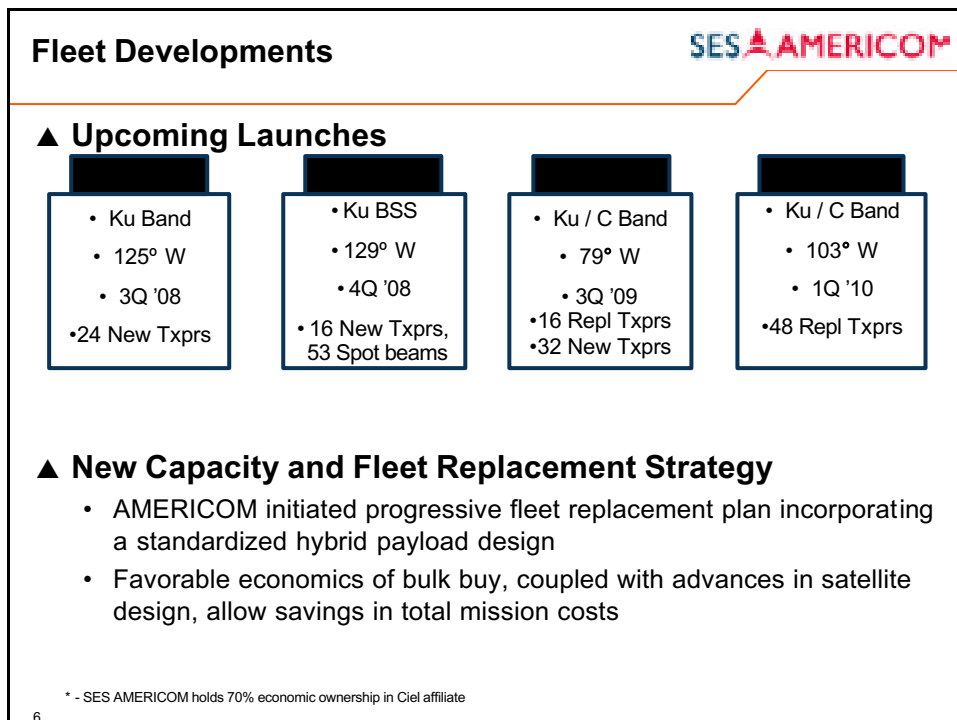 Fleet Developments
SES AMERICOM
▲ Upcoming Launches
• Ku Band
• 125º W
• 3Q '08
•24 New Txprs
• Ku BSS
• 129º W
• 4Q '08
• 16 New Txprs,
53 Spot beams
• Ku / C Band
• 79° W
• 3Q '09
•16 Repl Txprs
•32 New Txprs
• Ku / C Band
• 103° W
• 1Q '10
•48 Repl Txprs
▲ New Capacity and Fleet Replacement Strategy
• AMERICOM initiated progressive fleet replacement plan incorporating
a standardized hybrid payload design
• Favorable economics of bulk buy, coupled with advances in satellite
design, allow savings in total mission costs
* - SES AMERICOM holds 70% economic ownership in Ciel affiliate
6